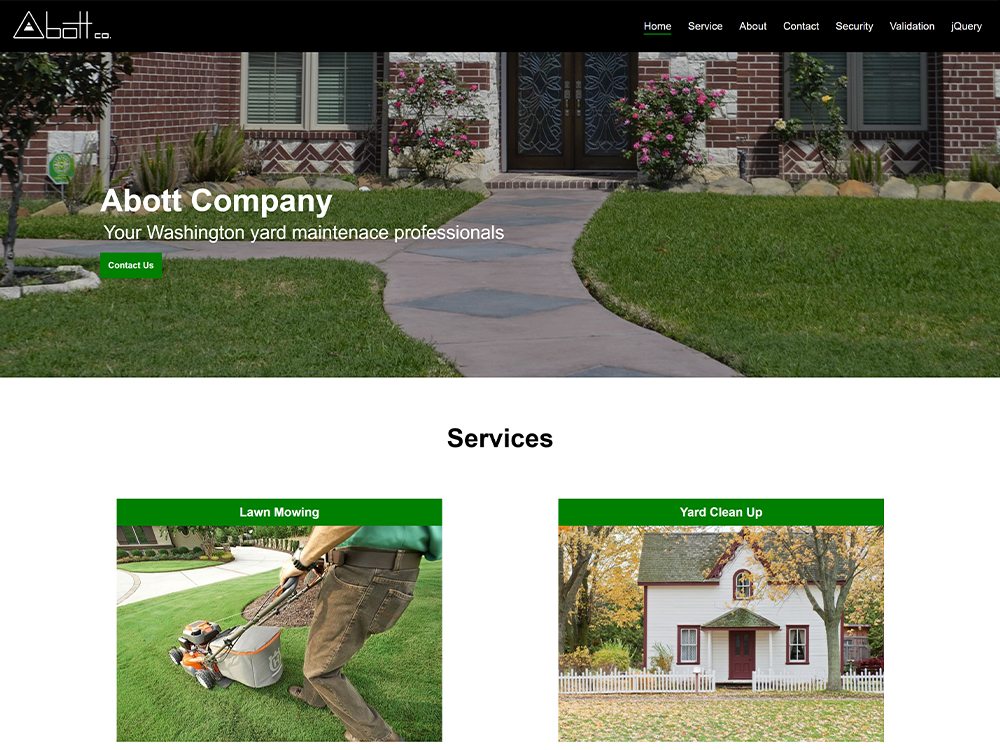 Abott co.
Home Service About Contact Security Validation jQuery
Abott Company
Your Washington yard maintenace professionals
Contact Us
Services
Lawn Mowing
Yard Clean Up